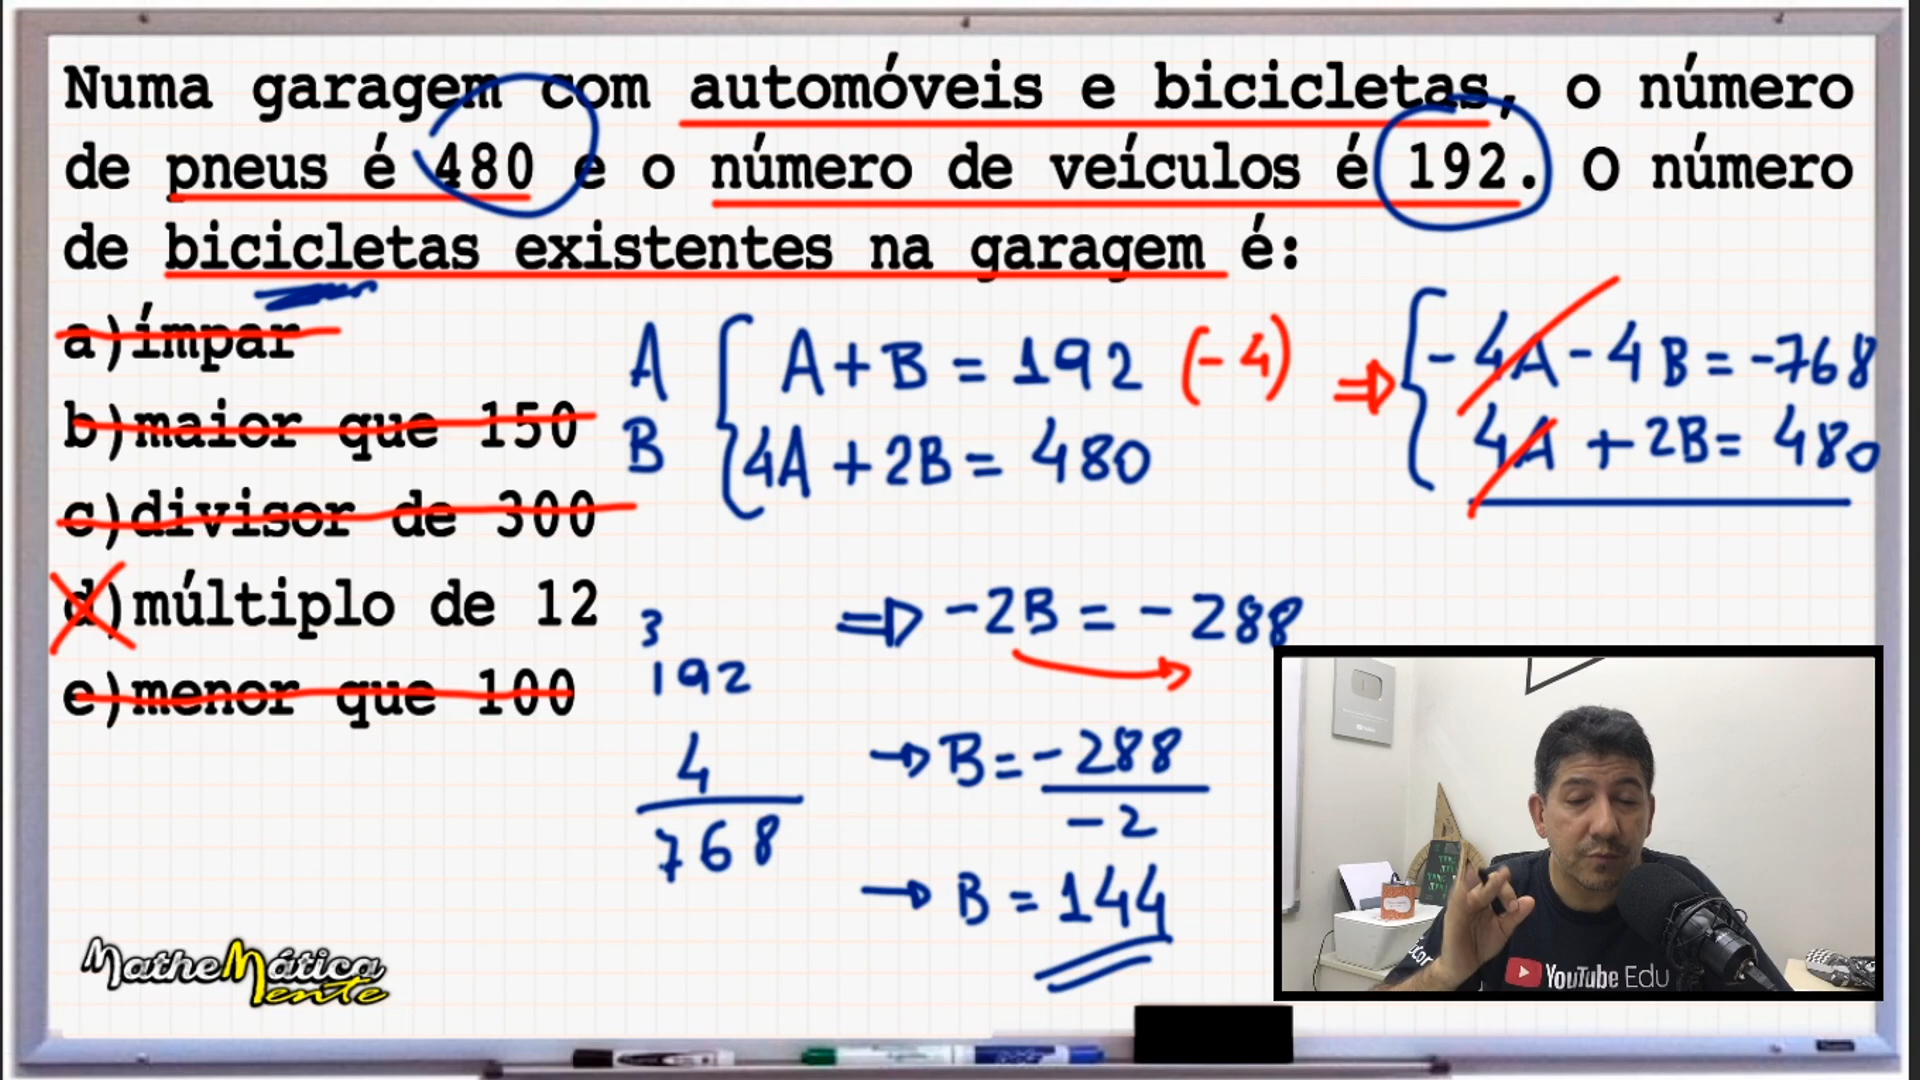 Numa garagem com automóveis e bicicletas, o número
de pneus é 480 e o número de veículos é 192. O número
de bicicletas existentes na garagem é:
a)ímpar
b)maior que 150
c)divisor de 300
d)múltiplo de 12
e)menor que 100
A
B
A + B = 192 (-4)
4A + 2B = 480
⇒
-4A - 4B = -768
4A + 2B = 480
3
192
4
768
⇒ -2B = -288
→ B = -288
-2
→ B = 144
MatheMática
Mente
YouTube Edu